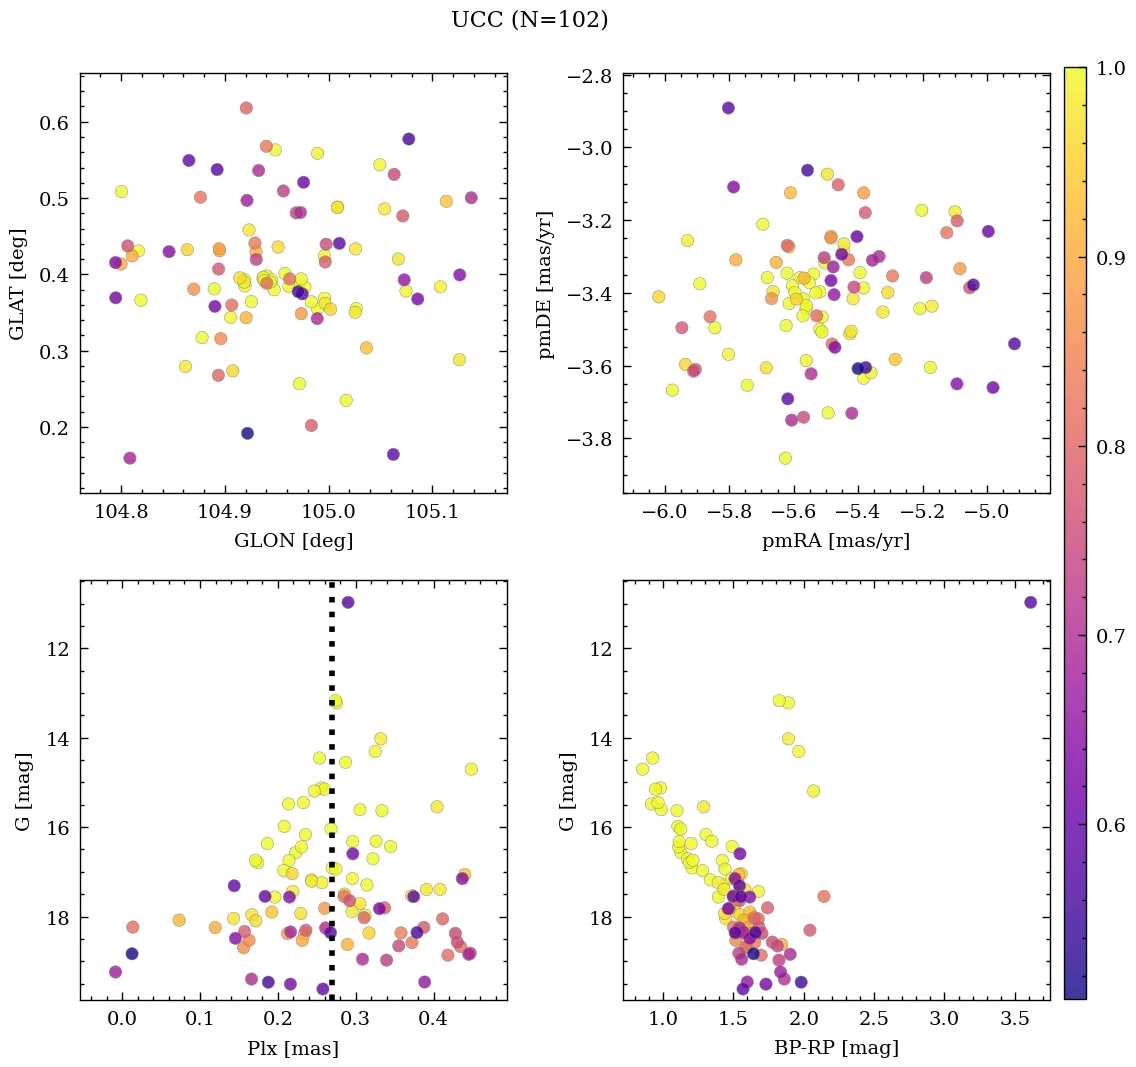 UCC (N=102)
0.6
0.5
0.4
0.3
0.2
GLAT [deg]
104.8 104.9 105.0 105.1
GLON [deg]
−2.8
−3.0
−3.2
−3.4
−3.6
−3.8
pmDE [mas/yr]
−6.0 −5.8 −5.6 −5.4 −5.2 −5.0
pmRA [mas/yr]
12
14
16
18
G [mag]
0.0 0.1 0.2 0.3 0.4
Plx [mas]
12
14
16
18
G [mag]
1.0 1.5 2.0 2.5 3.0 3.5
BP-RP [mag]
1.0
0.9
0.8
0.7
0.6